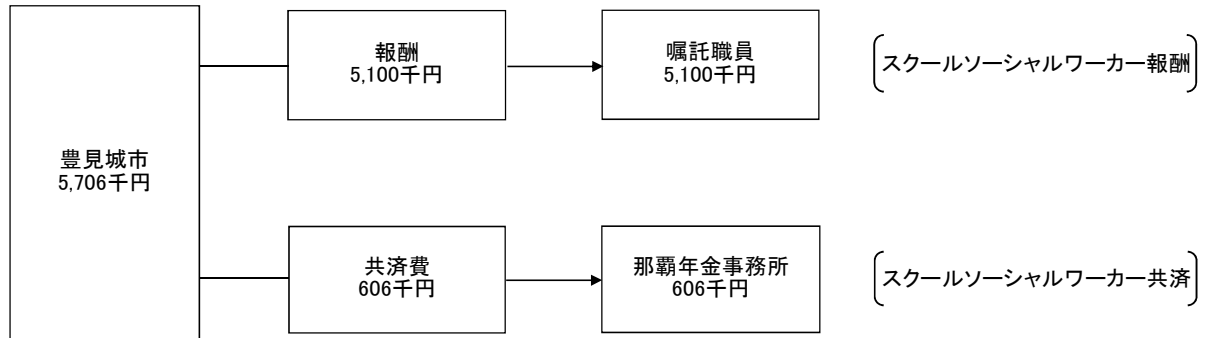 豊見城市
5,706千円
報酬
5,100千円
嘱託職員
5,100千円
スクールソーシャルワーカー報酬
共済費
606千円
那覇年金事務所
606千円
スクールソーシャルワーカー共済